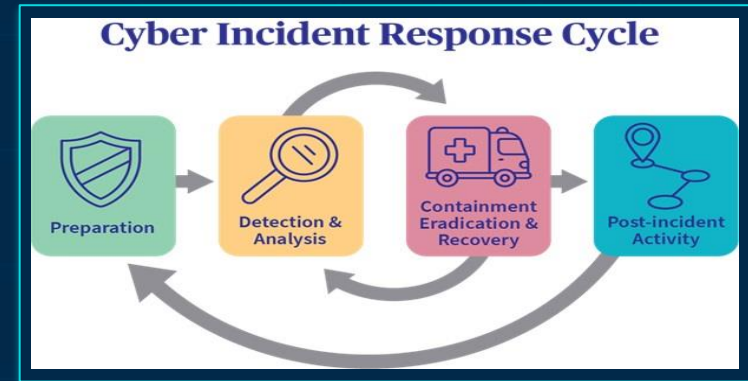 Cyber Incident Response Cycle
Preparation
Detection &
Analysis
Containment
Eradication &
Recovery
Post-incident
Activity